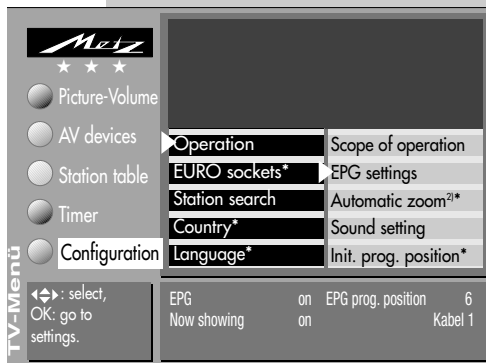 Metz
Picture-Volume
AV devices
Station table
Timer
Configuration
TV-Menü
Operation
EURO sockets*
Station search
Country*
Language*
Scope of operation
EPG settings
Automatic zoom2)*
Sound setting
Init. prog. position*
: select,
OK: go to
settings.
EPG on EPG prog. position 6
Now showing on Kabel 1